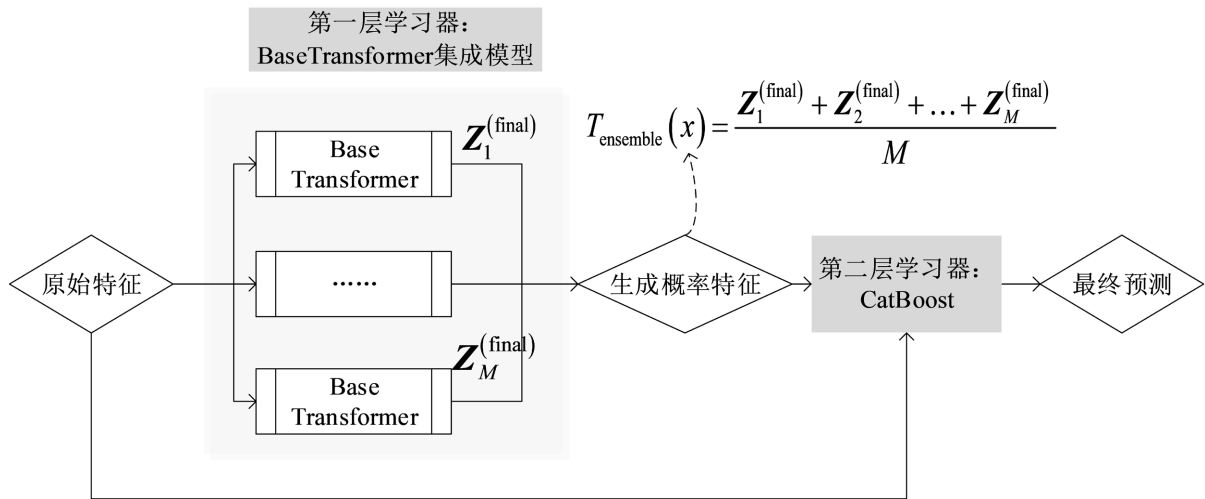 第一层学习器：
BaseTransformer集成模型
Z_1^{(final)}
Base
Transformer
T_{ensemble}(x) = \frac{Z_1^{(final)} + Z_2^{(final)} + ... + Z_M^{(final)}}{M}
原始特征
......
生成概率特征
第二层学习器：
CatBoost
最终预测
Z_M^{(final)}
Base
Transformer